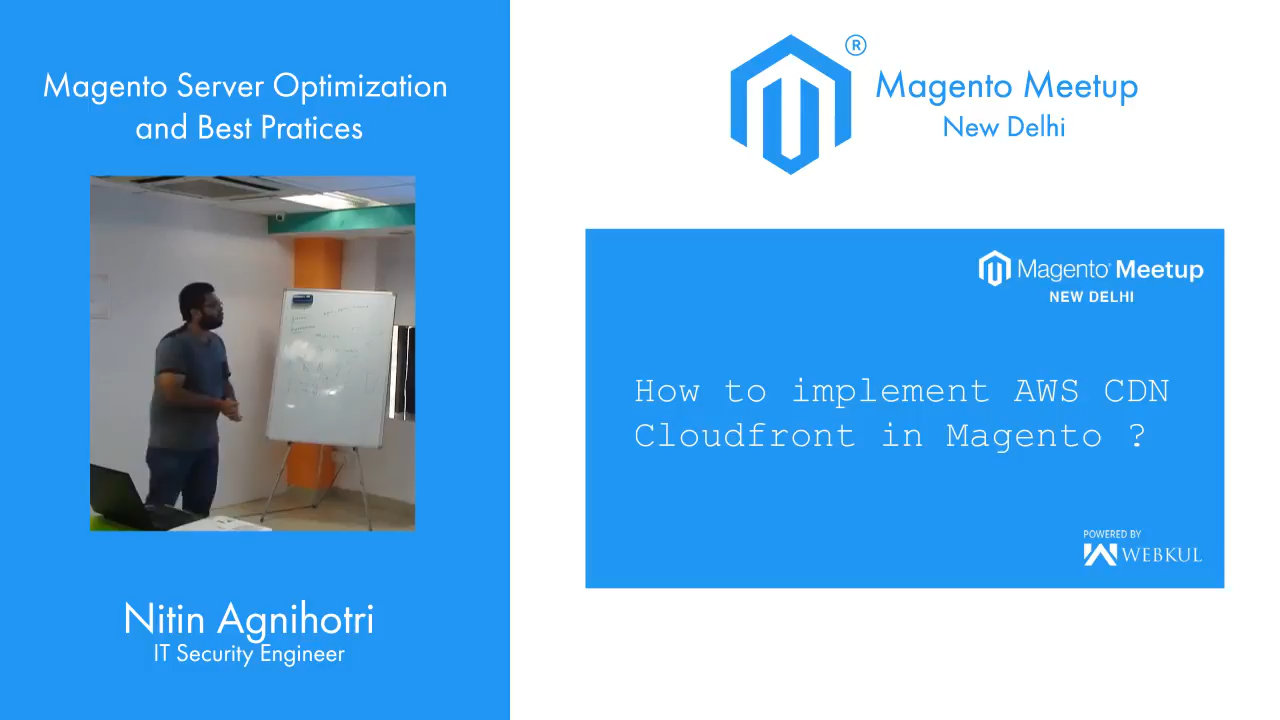 Magento Server Optimization
and Best Pratices
Nitin Agnihotri
IT Security Engineer
®
Magento Meetup
New Delhi
Magento® Meetup
NEW DELHI
How to implement AWS CDN
Cloudfront in Magento ?
POWERED BY
WEBKUL